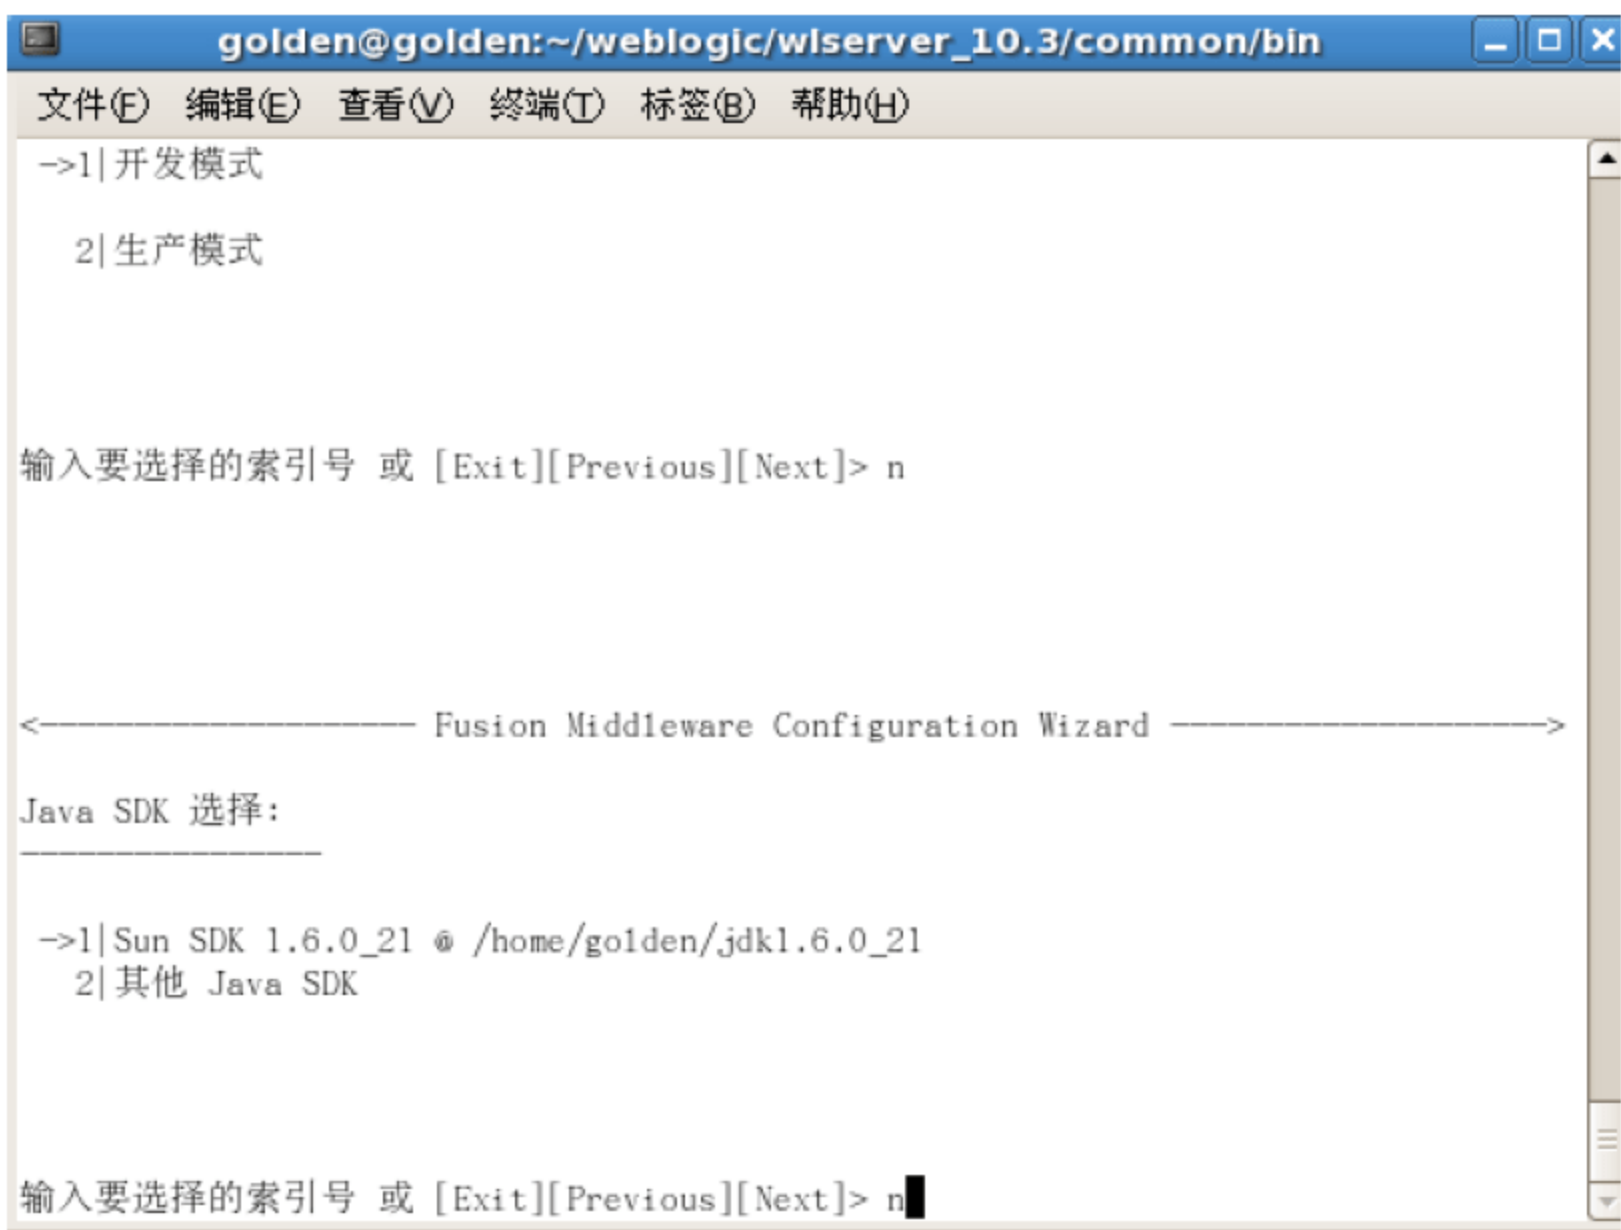 golden@golden:~/weblogic/wlserver_10.3/common/bin
文件(F) 编辑(E) 查看(V) 终端(T) 标签(B) 帮助(H)
->1|开发模式
2|生产模式
输入要选择的索引号 或 [Exit][Previous][Next]> n
<-------------------- Fusion Middleware Configuration Wizard -------------------->
Java SDK 选择:
----------------
->1|Sun SDK 1.6.0_21 @ /home/golden/jdk1.6.0_21
2|其他 Java SDK
输入要选择的索引号 或 [Exit][Previous][Next]> n